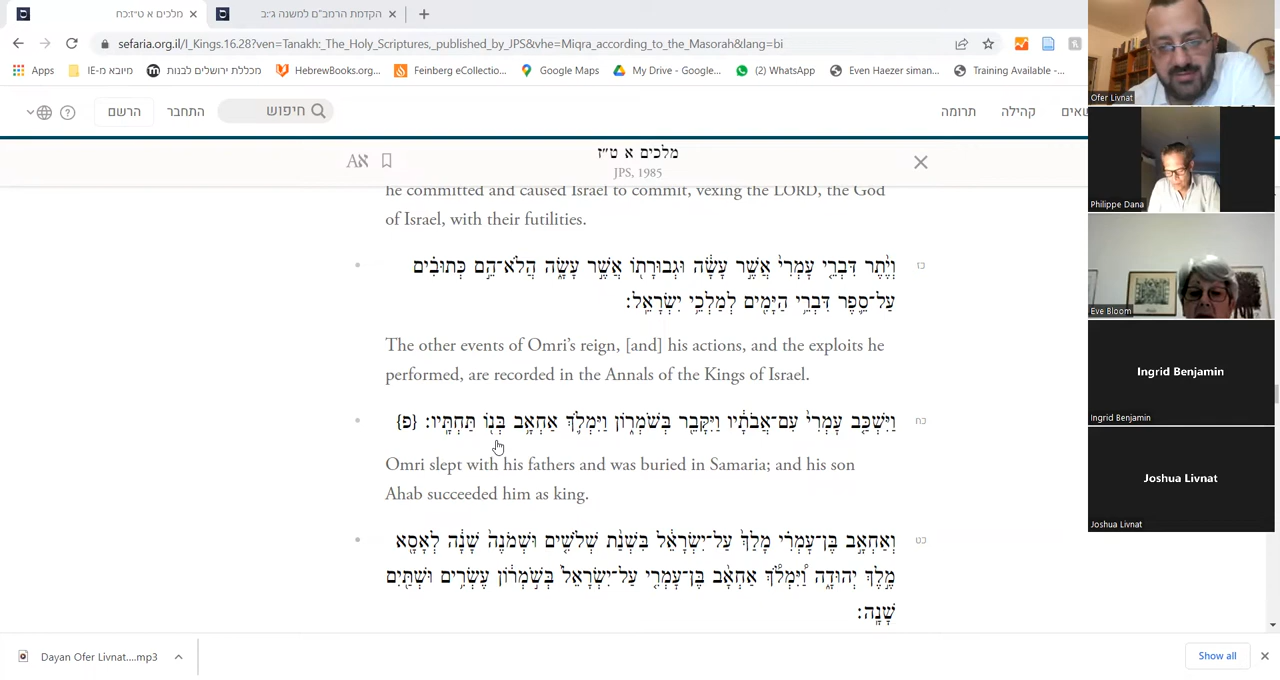 מלכים א ט״ז:כח
הקדמת הרמב"ם למשנה ג׳:ב
sefaria.org.il/I_Kings.16.28?ven=Tanakh:_The_Holy_Scriptures,_published_by_JPS&vhe=Miqra_according_to_the_Masorah&lang=bi
Apps
מיובא מ-IE
מכללת ירושלים לבנות
HebrewBooks.org...
Feinberg eCollectio...
Google Maps
My Drive - Google...
(2) WhatsApp
Even Haezer siman...
Training Available -...
הרשם
התחבר
חיפוש
תרומה
קהילה
שאים
מלכים א ט״ז
JPS, 1985
he committed and caused Israel to commit, vexing the LORD, the God
of Israel, with their futilities.
כז
וְיֶ֨תֶר דִּבְרֵ֤י עׇמְרִי֙ אֲשֶׁ֣ר עָשָׂ֔ה וּגְבוּרָת֖וֹ אֲשֶׁ֣ר עָשָׂ֑ה הֲלֹא־הֵ֣ם כְּתוּבִ֗ים
עַל־סֵ֛פֶר דִּבְרֵ֥י הַיָּמִ֖ים לְמַלְכֵ֥י יִשְׂרָאֵֽל׃
The other events of Omri’s reign, [and] his actions, and the exploits he
performed, are recorded in the Annals of the Kings of Israel.
כח
וַיִּשְׁכַּ֤ב עׇמְרִי֙ עִם־אֲבֹתָ֔יו וַיִּקָּבֵ֖ר בְּשֹׁמְר֑וֹן וַיִּמְלֹ֛ךְ אַחְאָ֥ב בְּנ֖וֹ תַּחְתָּֽיו׃ {פ}
Omri slept with his fathers and was buried in Samaria; and his son
Ahab succeeded him as king.
כט
וְאַחְאָ֣ב בֶּן־עׇמְרִ֗י מָלַךְ֙ עַל־יִשְׂרָאֵ֔ל בִּשְׁנַ֨ת שְׁלֹשִׁ֤ים וּשְׁמֹנֶה֙ שָׁנָ֔ה לְאָסָ֖א
מֶ֣לֶךְ יְהוּדָ֑ה וַ֠יִּמְלֹ֠ךְ אַחְאָ֨ב בֶּן־עׇמְרִ֤י עַל־יִשְׂרָאֵל֙ בְּשֹׁ֣מְר֔וֹן עֶשְׂרִ֥ים וּשְׁתַּ֖יִם
שָׁנָֽה׃
Dayan Ofer Livnat....mp3
Show all
Ofer Livnat
Philippe Dana
Eve Bloom
Ingrid Benjamin
Ingrid Benjamin
Joshua Livnat
Joshua Livnat